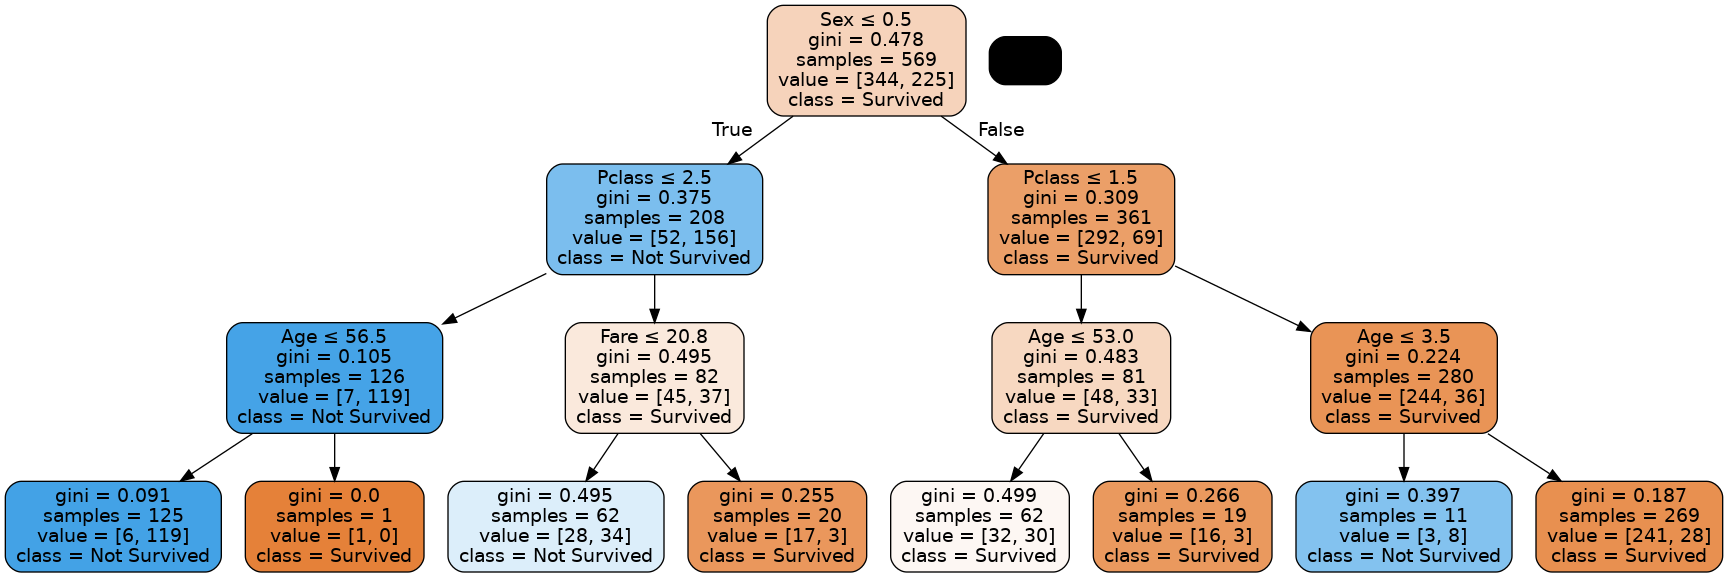 Sex ≤ 0.5
gini = 0.478
samples = 569
value = [344, 225]
class = Survived
True
False
Pclass ≤ 2.5
gini = 0.375
samples = 208
value = [52, 156]
class = Not Survived
Pclass ≤ 1.5
gini = 0.309
samples = 361
value = [292, 69]
class = Survived
Age ≤ 56.5
gini = 0.105
samples = 126
value = [7, 119]
class = Not Survived
Fare ≤ 20.8
gini = 0.495
samples = 82
value = [45, 37]
class = Survived
Age ≤ 53.0
gini = 0.483
samples = 81
value = [48, 33]
class = Survived
Age ≤ 3.5
gini = 0.224
samples = 280
value = [244, 36]
class = Survived
gini = 0.091
samples = 125
value = [6, 119]
class = Not Survived
gini = 0.0
samples = 1
value = [1, 0]
class = Survived
gini = 0.495
samples = 62
value = [28, 34]
class = Not Survived
gini = 0.255
samples = 20
value = [17, 3]
class = Survived
gini = 0.499
samples = 62
value = [32, 30]
class = Survived
gini = 0.266
samples = 19
value = [16, 3]
class = Survived
gini = 0.397
samples = 11
value = [3, 8]
class = Not Survived
gini = 0.187
samples = 269
value = [241, 28]
class = Survived